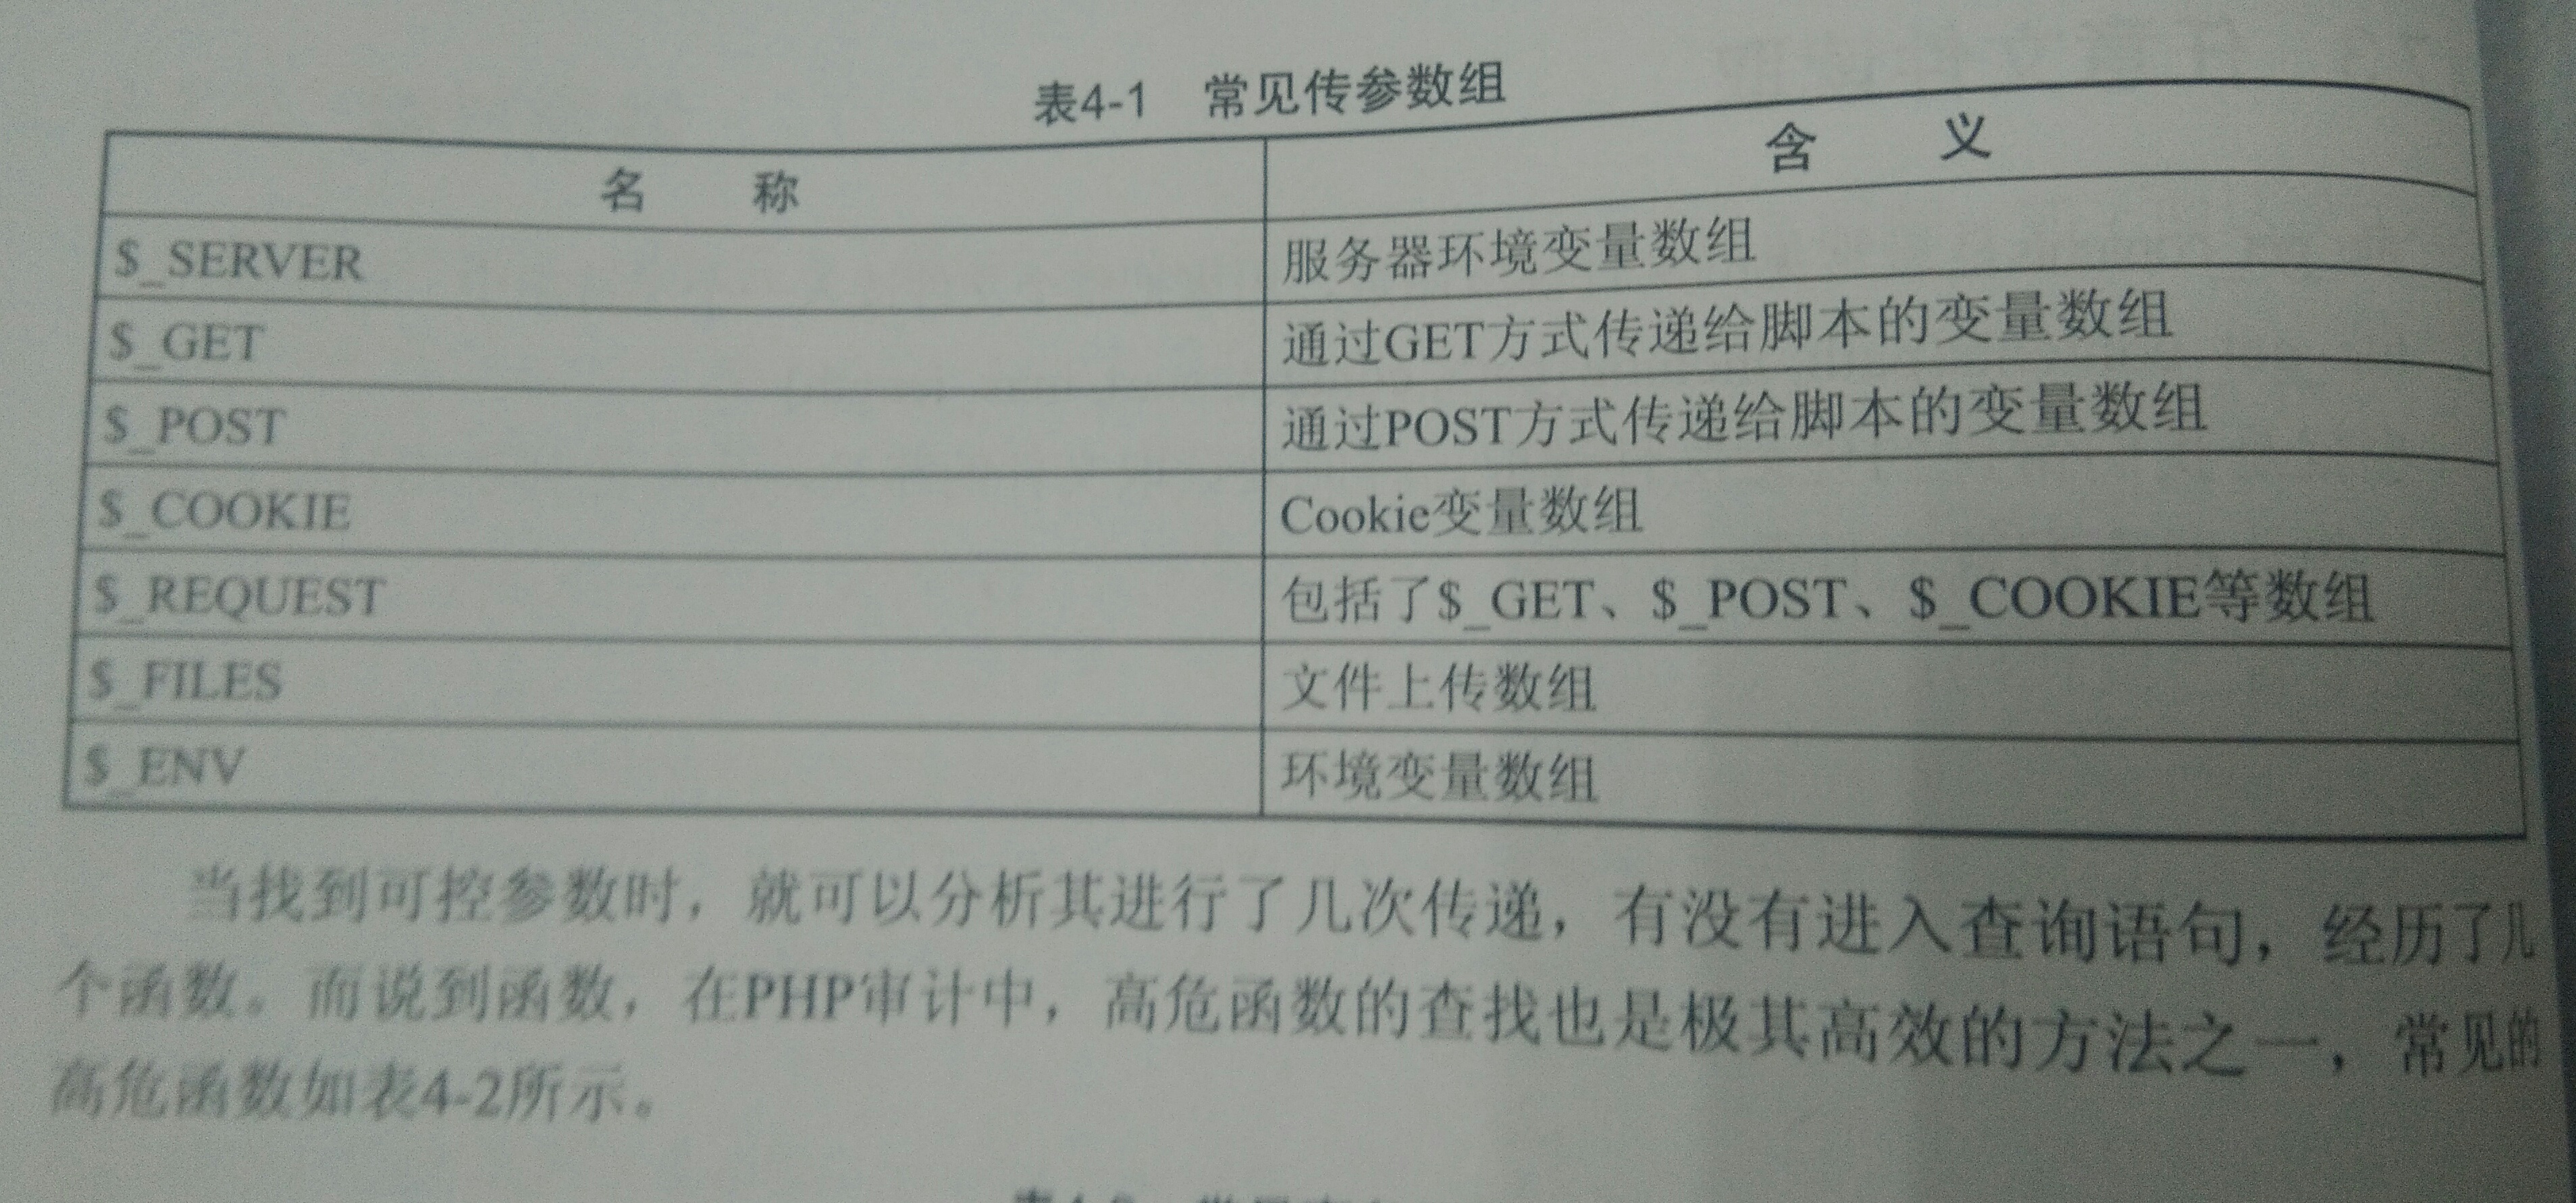 表4-1 常见传参数组
名 称 含 义
$_SERVER 服务器环境变量数组
$_GET 通过GET方式传递给脚本的变量数组
$_POST 通过POST方式传递给脚本的变量数组
$_COOKIE Cookie变量数组
$_REQUEST 包括了$_GET、$_POST、$_COOKIE等数组
$_FILES 文件上传数组
$_ENV 环境变量数组
当找到可控参数时，就可以分析其进行了几次传递，有没有进入查询语句，经历了几
个函数。而说到函数，在PHP审计中，高危函数的查找也是极其高效的方法之一，常见的
高危函数如表4-2所示。